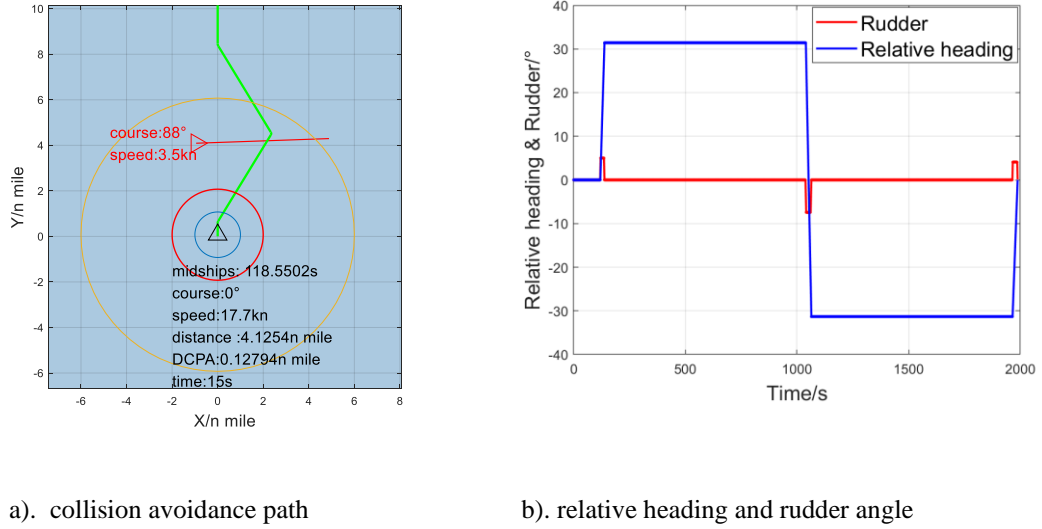 10
8
6
4
2
0
-2
-4
-6
Y/n mile
course:88°
speed:3.5kn
midships: 118.5502s
course:0°
speed:17.7kn
distance :4.1254n mile
DCPA:0.12794n mile
time:15s
-6 -4 -2 0 2 4 6 8
X/n mile
40
30
20
10
0
-10
-20
-30
-40
Relative heading & Rudder/°
Rudder
Relative heading
0 500 1000 1500 2000
Time/s
a). collision avoidance path
b). relative heading and rudder angle